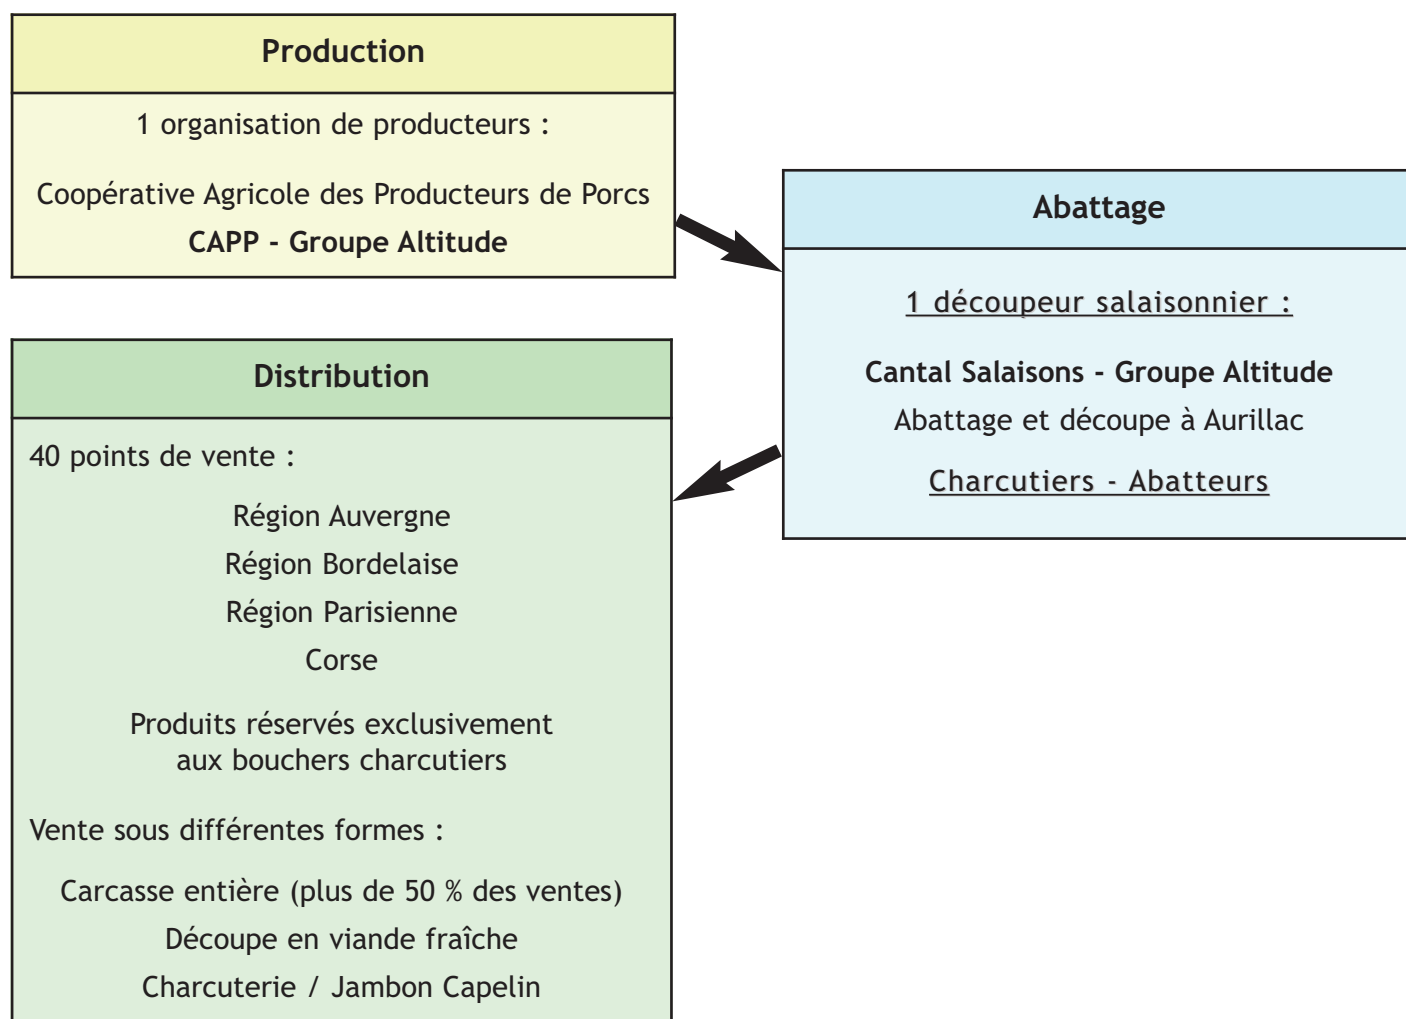 Production
1 organisation de producteurs :
Coopérative Agricole des Producteurs de Porcs
CAPP - Groupe Altitude
Abattage
1 découpeur salaisonnier :
Cantal Salaisons - Groupe Altitude
Abattage et découpe à Aurillac
Charcutiers - Abatteurs
Distribution
40 points de vente :
Région Auvergne
Région Bordelaise
Région Parisienne
Corse
Produits réservés exclusivement
aux bouchers charcutiers
Vente sous différentes formes :
Carcasse entière (plus de 50 % des ventes)
Découpe en viande fraîche
Charcuterie / Jambon Capelin